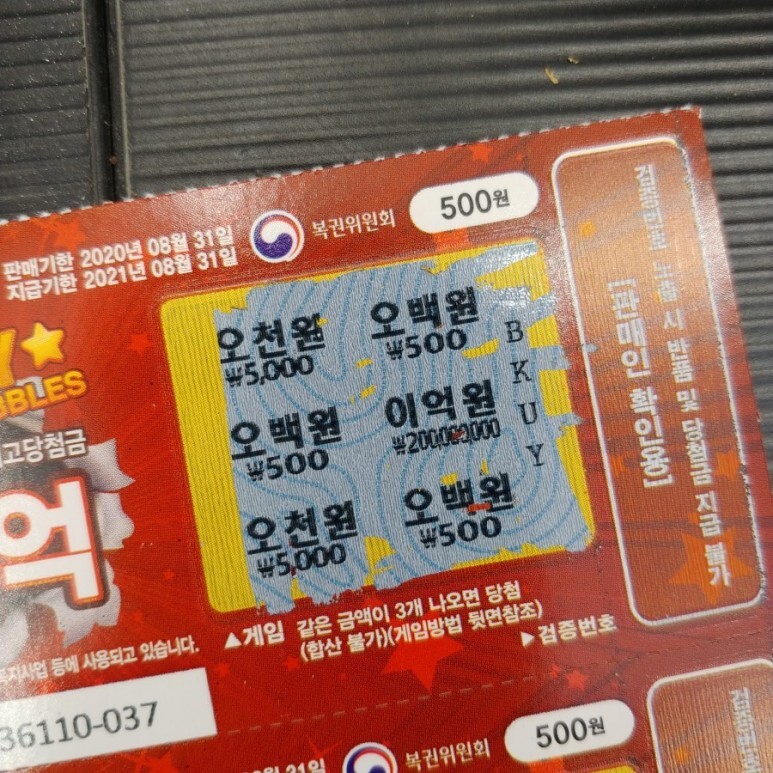 판매기한 2020년 08월 31일
지급기한 2021년 08월 31일
복권위원회
500원
Y
BBLES
고당첨금
억
오천원
₩5,000
오백원
₩500
오백원
₩500
이억원
₩200,000,000
오천원
₩5,000
오백원
₩500
B
K
U
Y
▲게임 같은 금액이 3개 나오면 당첨
(합산 불가)(게임방법 뒷면참조)
▶검증번호
등에 사용되고 있습니다.
36110-037
시 반품 및 당첨금 지급 불가
[판매인 확인용]
31일
복권위원회
500원